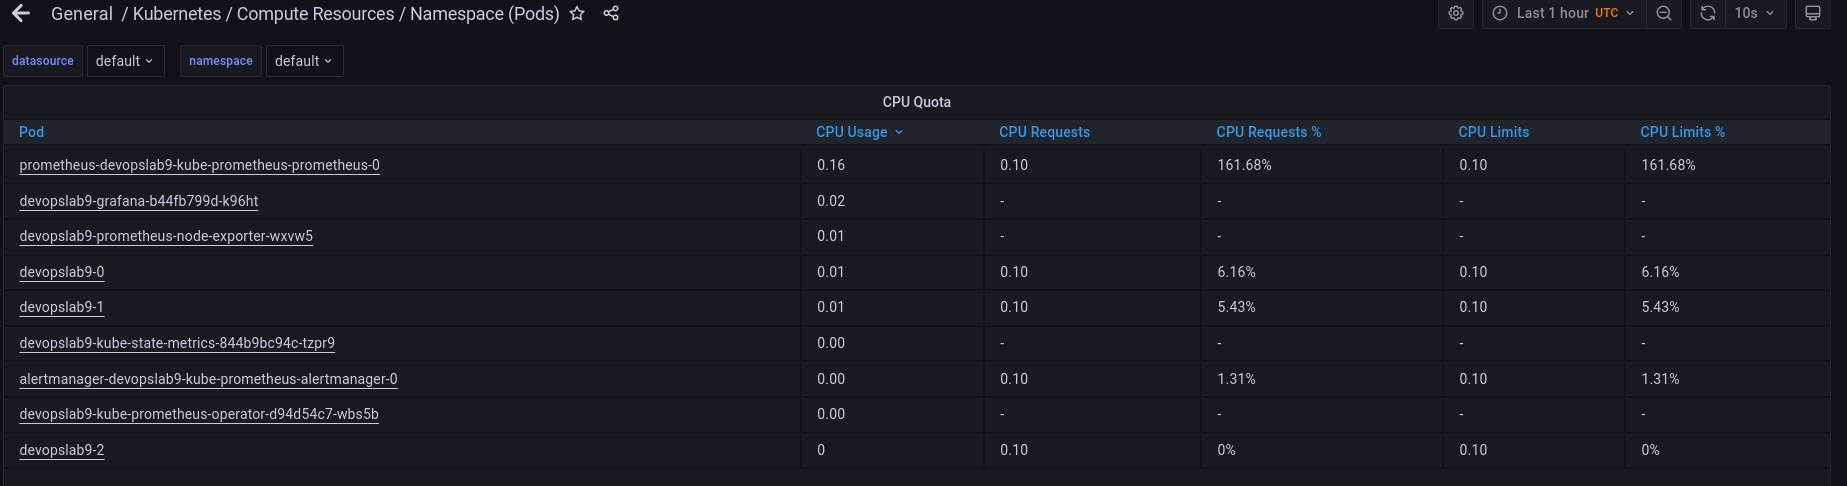 General / Kubernetes / Compute Resources / Namespace (Pods) Last 1 hour UTC 10s
datasource default namespace default
CPU Quota
Pod CPU Usage CPU Requests CPU Requests % CPU Limits CPU Limits %
prometheus-devopslab9-kube-prometheus-prometheus-0 0.16 0.10 161.68% 0.10 161.68%
devopslab9-grafana-b44fb799d-k96ht 0.02 - - - -
devopslab9-prometheus-node-exporter-wxvw5 0.01 - - - -
devopslab9-0 0.01 0.10 6.16% 0.10 6.16%
devopslab9-1 0.01 0.10 5.43% 0.10 5.43%
devopslab9-kube-state-metrics-844b9bc94c-tzpr9 0.00 - - - -
alertmanager-devopslab9-kube-prometheus-alertmanager-0 0.00 0.10 1.31% 0.10 1.31%
devopslab9-kube-prometheus-operator-d94d54c7-wbs5b 0.00 - - - -
devopslab9-2 0 0.10 0% 0.10 0%